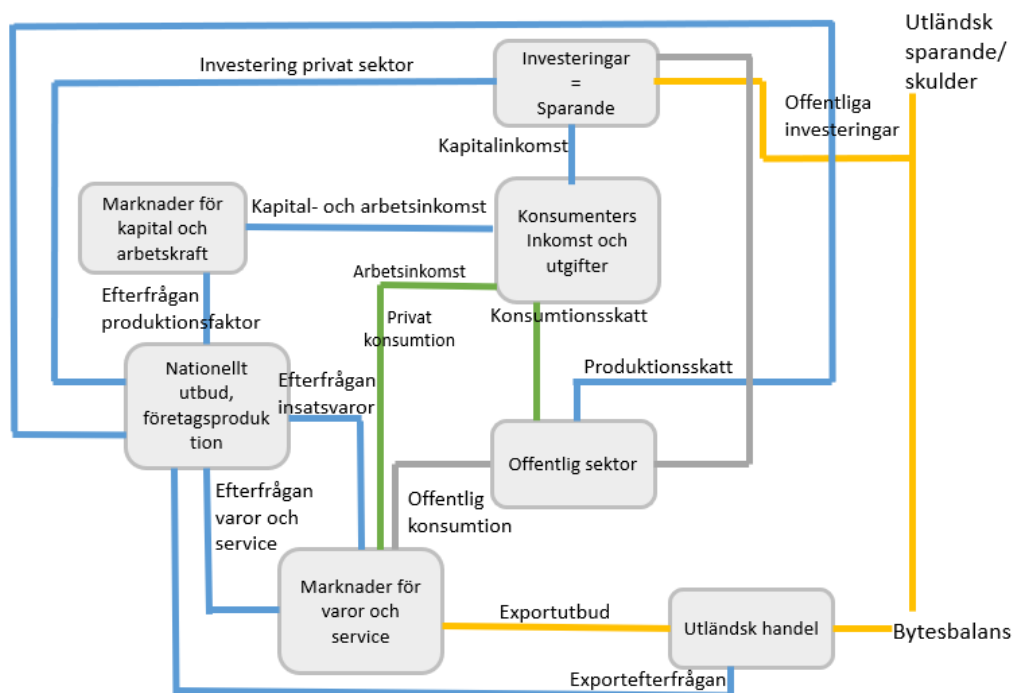 Utländsk
sparande/
skulder
Investeringar
=
Sparande
Investering privat sektor
Offentliga
investeringar
Kapitalinkomst
Marknader för
kapital och
arbetskraft
Kapital- och arbetsinkomst
Konsumenters
Inkomst och
utgifter
Arbetsinkomst
Efterfrågan
produktionsfaktor
Privat
konsumtion
Konsumtionsskatt
Nationellt
utbud,
företagsproduk
tion
Efterfrågan
insatsvaror
Produktionsskatt
Offentlig sektor
Efterfrågan
varor och
service
Offentlig
konsumtion
Marknader för
varor och
service
Exportutbud
Utländsk handel
Bytesbalans
Exportefterfrågan